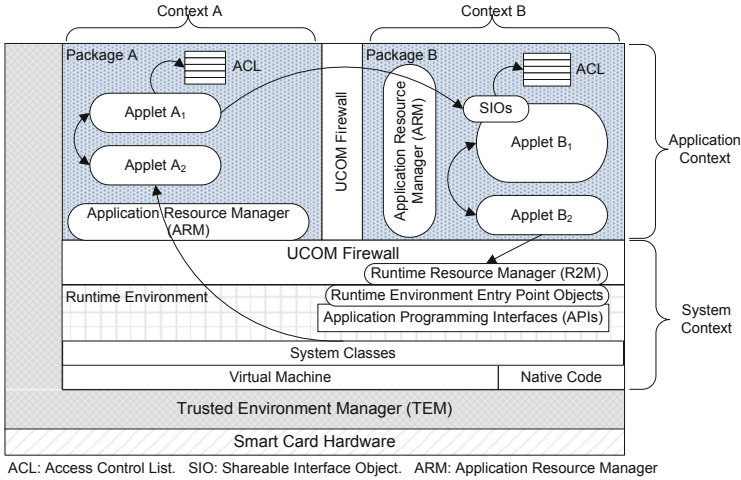 Context A
Context B
Package A
ACL
Applet A1
Applet A2
Application Resource Manager
(ARM)
UCOM Firewall
Package B
Application Resource
Manager (ARM)
ACL
SIOs
Applet B1
Applet B2
Application
Context
UCOM Firewall
Runtime Resource Manager (R2M)
Runtime Environment
Runtime Environment Entry Point Objects
Application Programming Interfaces (APIs)
System
Context
System Classes
Virtual Machine
Native Code
Trusted Environment Manager (TEM)
Smart Card Hardware
ACL: Access Control List. SIO: Shareable Interface Object. ARM: Application Resource Manager